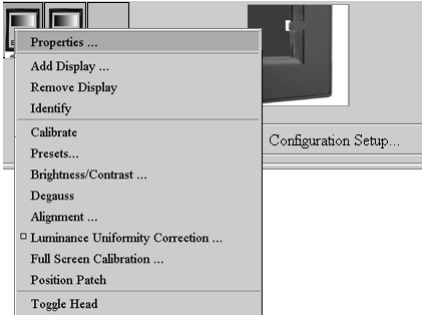 Properties ...
Add Display ...
Remove Display
Identify
Calibrate
Presets...
Brightness/Contrast ...
Degauss
Alignment ...
Luminance Uniformity Correction ...
Full Screen Calibration ...
Position Patch
Toggle Head
Configuration Setup...